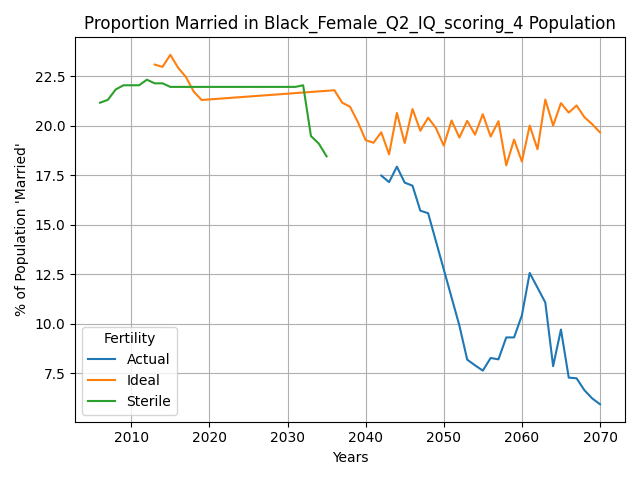 Proportion Married in Black_Female_Q2_IQ_scoring_4 Population
% of Population 'Married'
22.5
20.0
17.5
15.0
12.5
10.0
7.5
Fertility
Actual
Ideal
Sterile
2010 2020 2030 2040 2050 2060 2070
Years